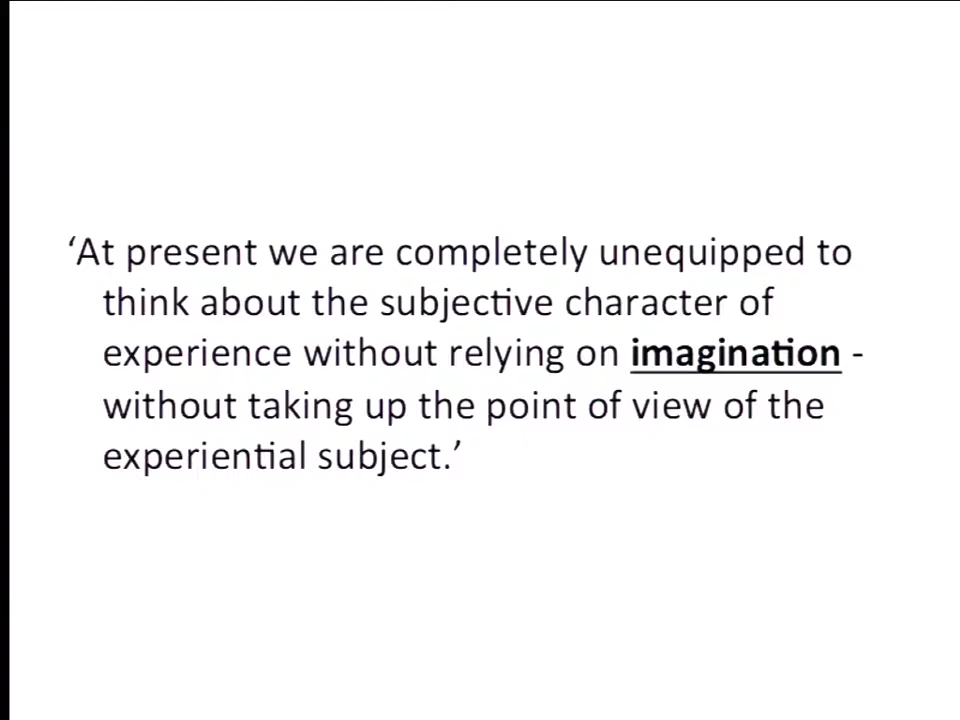 ‘At present we are completely unequipped to
think about the subjective character of
experience without relying on imagination -
without taking up the point of view of the
experiential subject.’